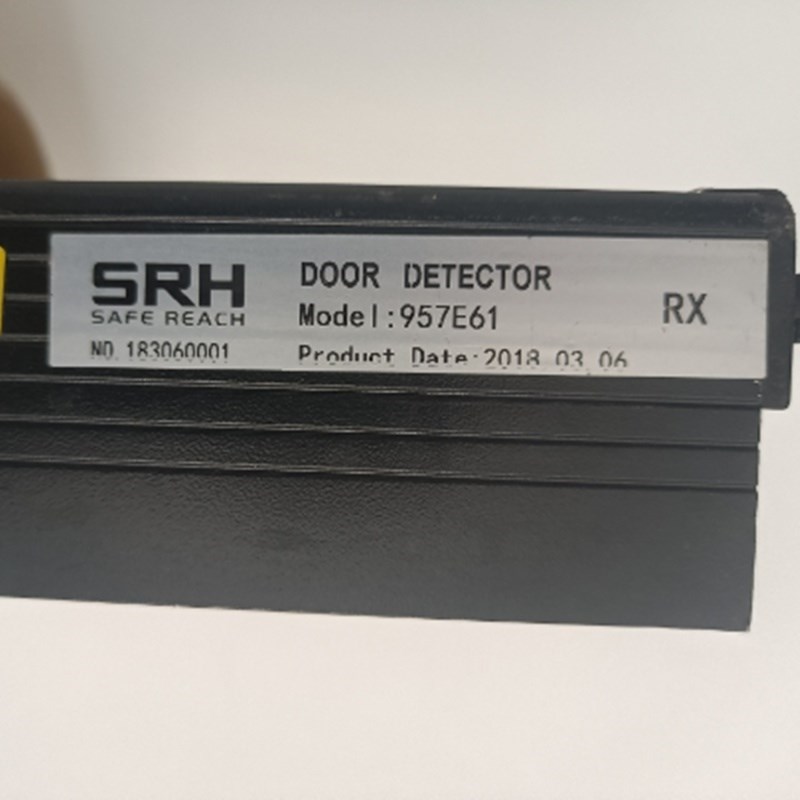 SRH
SAFE REACH
NO.183060001
DOOR DETECTOR
Model:957E61
Product Date:2018.03.06
RX